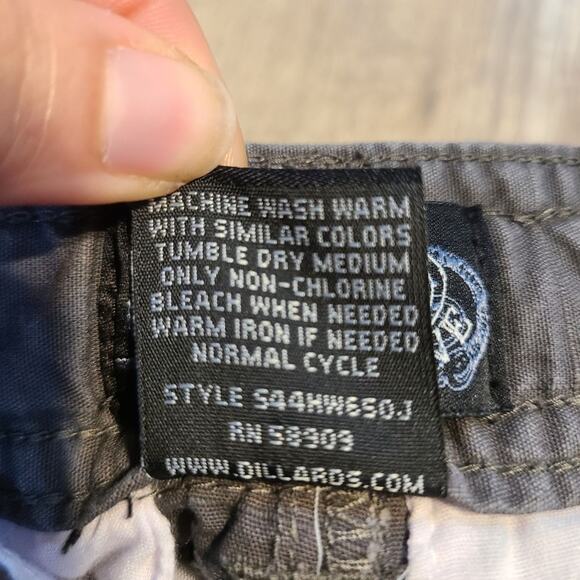 MACHINE WASH WARM
WITH SIMILAR COLORS
TUMBLE DRY MEDIUM
ONLY NON-CHLORINE
BLEACH WHEN NEEDED
WARM IRON IF NEEDED
NORMAL CYCLE
STYLE S44HW650J
RN 58909
WWW.DILLARDS.COM